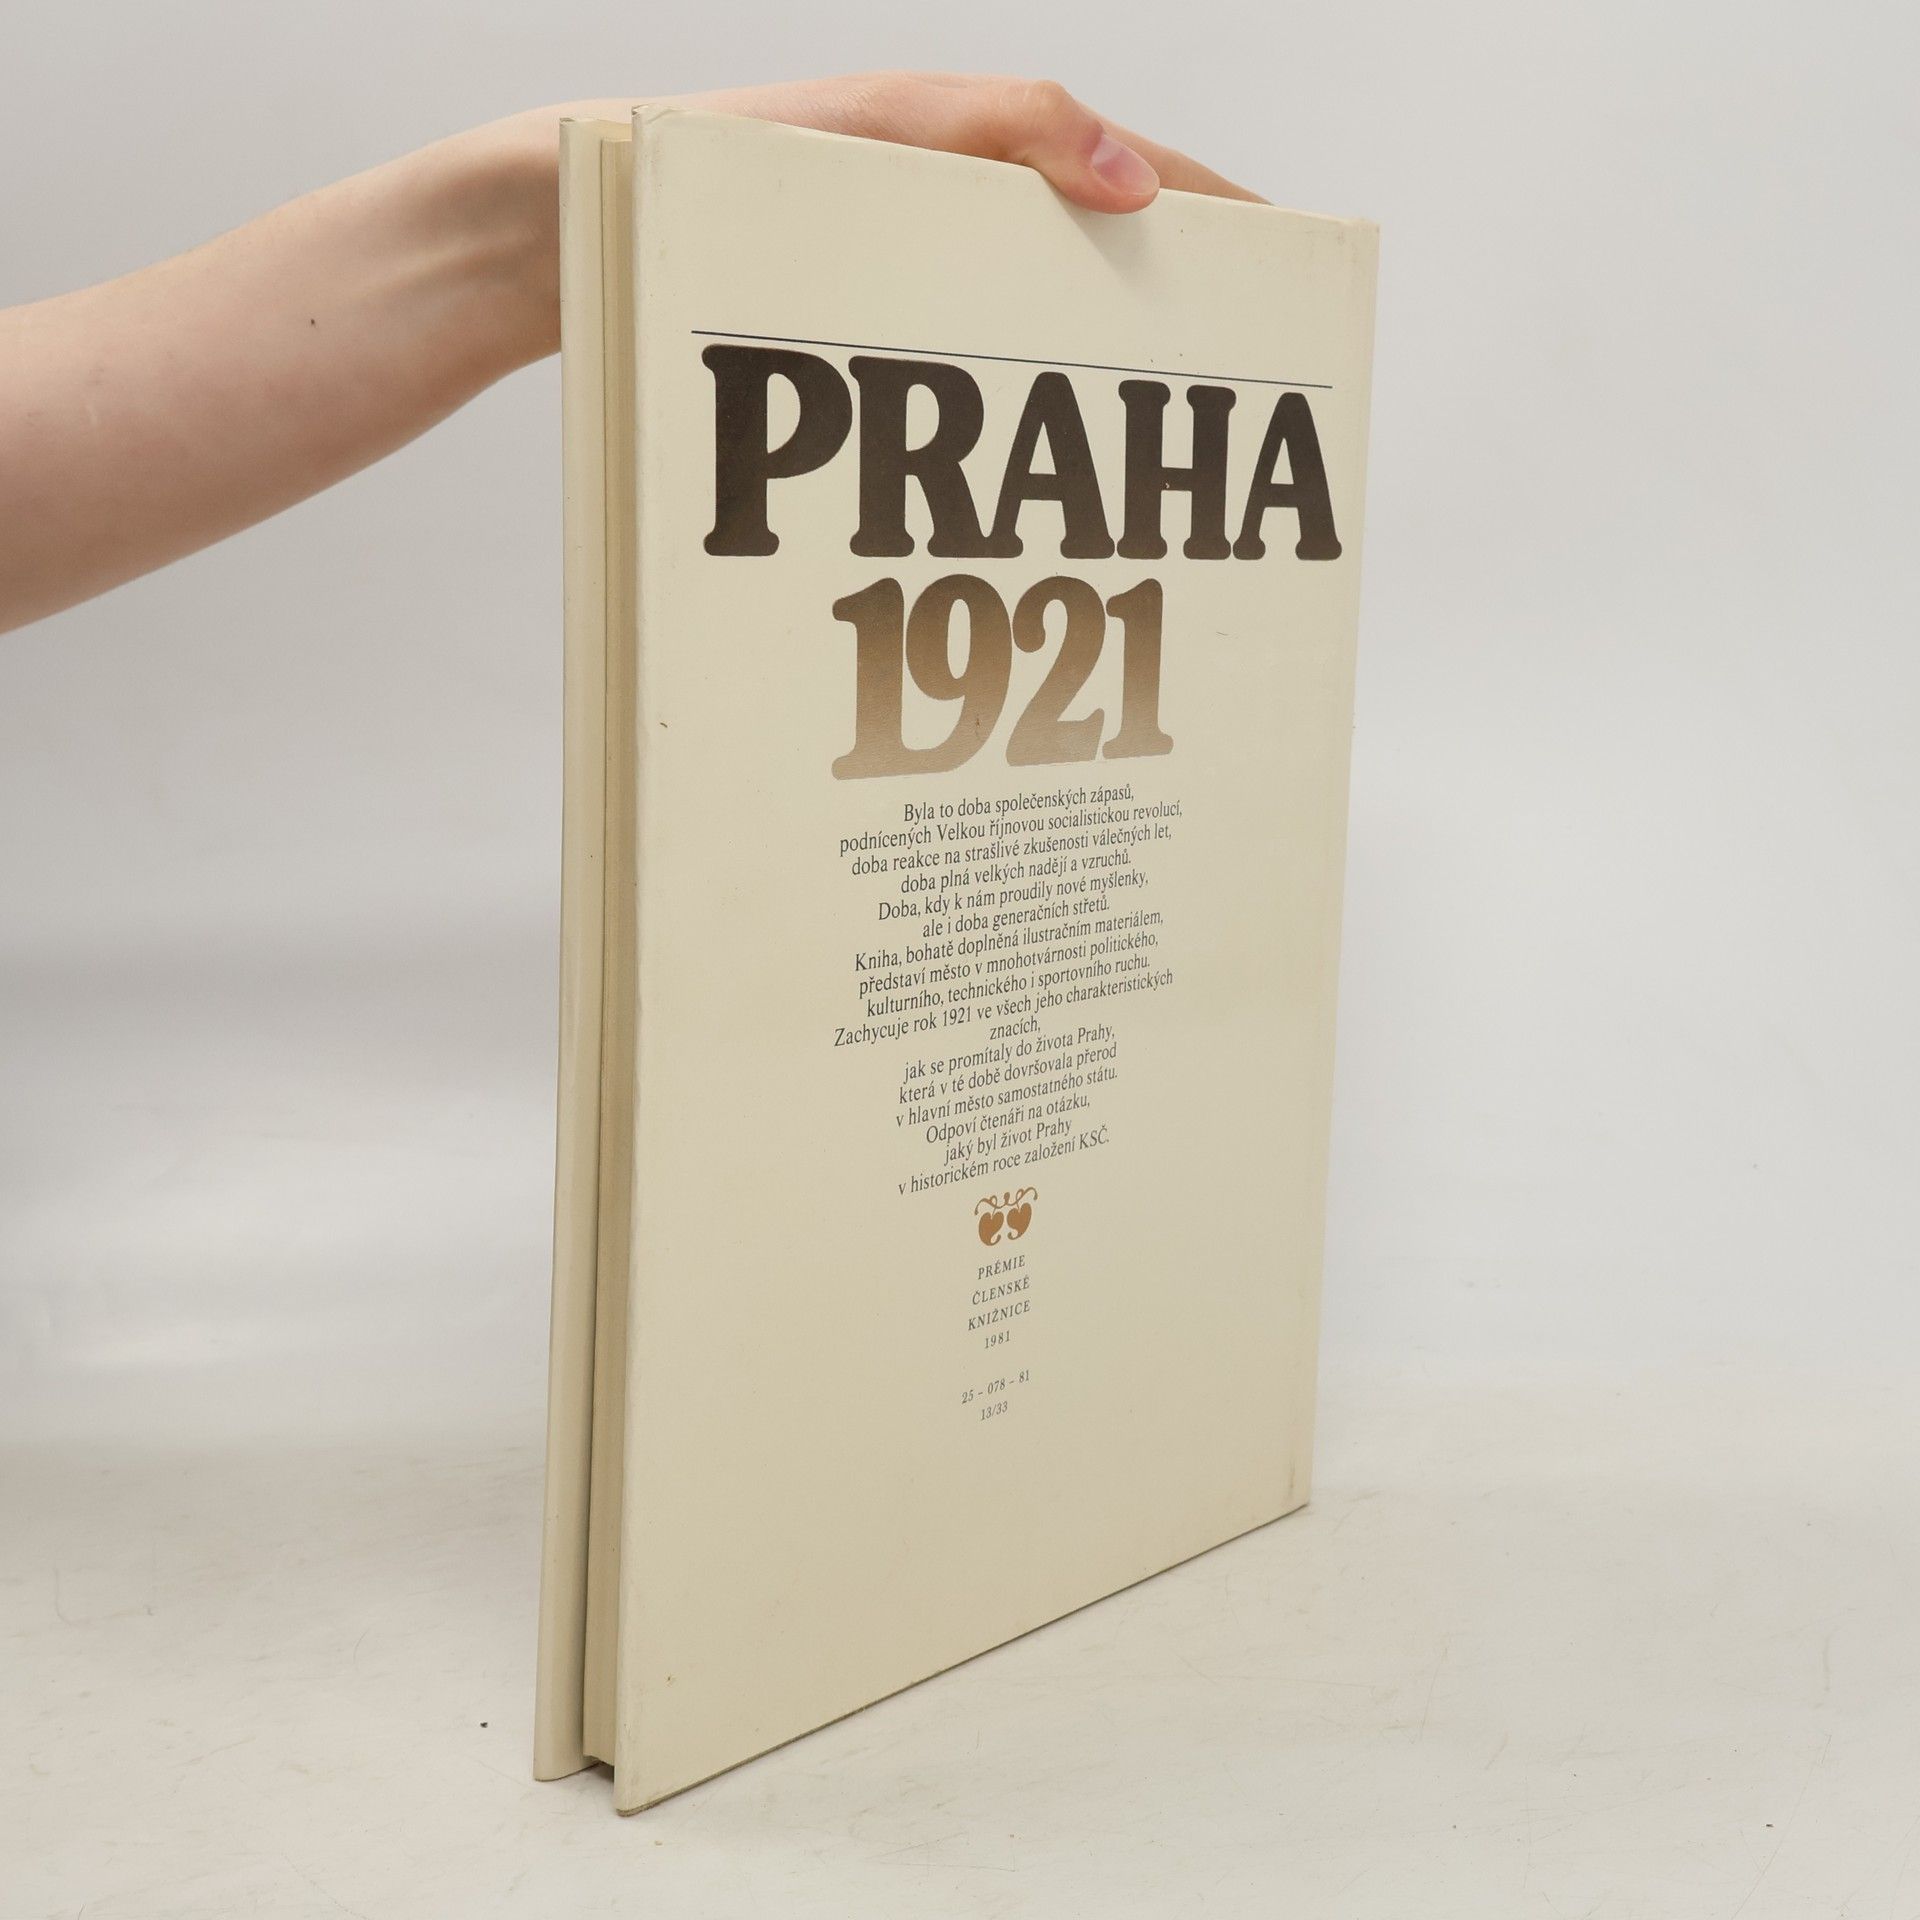 PRAHA
1921
Byla to doba společenských zápasů,
podnícených Velkou říjnovou socialistickou revolucí,
doba reakce na strašlivé zkušenosti válečných let,
doba plná velkých nadějí a vzruchů.
Doba, kdy k nám proudily nové myšlenky,
ale i doba generačních střetů.
Kniha, bohatě doplněná ilustračním materiálem,
představí město v mnohotvárnosti politického,
kulturního, technického i sportovního ruchu.
Zachycuje rok 1921 ve všech jeho charakteristických
znacích,
jak se promítaly do života Prahy,
která v té době dovršovala přerod
v hlavní město samostatného státu.
Odpoví čtenáři na otázku,
jaký byl život Prahy
v historickém roce založení KSČ.
PRÉMIE
ČLENSKÉ
KNIŽNICE
1981
25 – 078 – 81
13/33